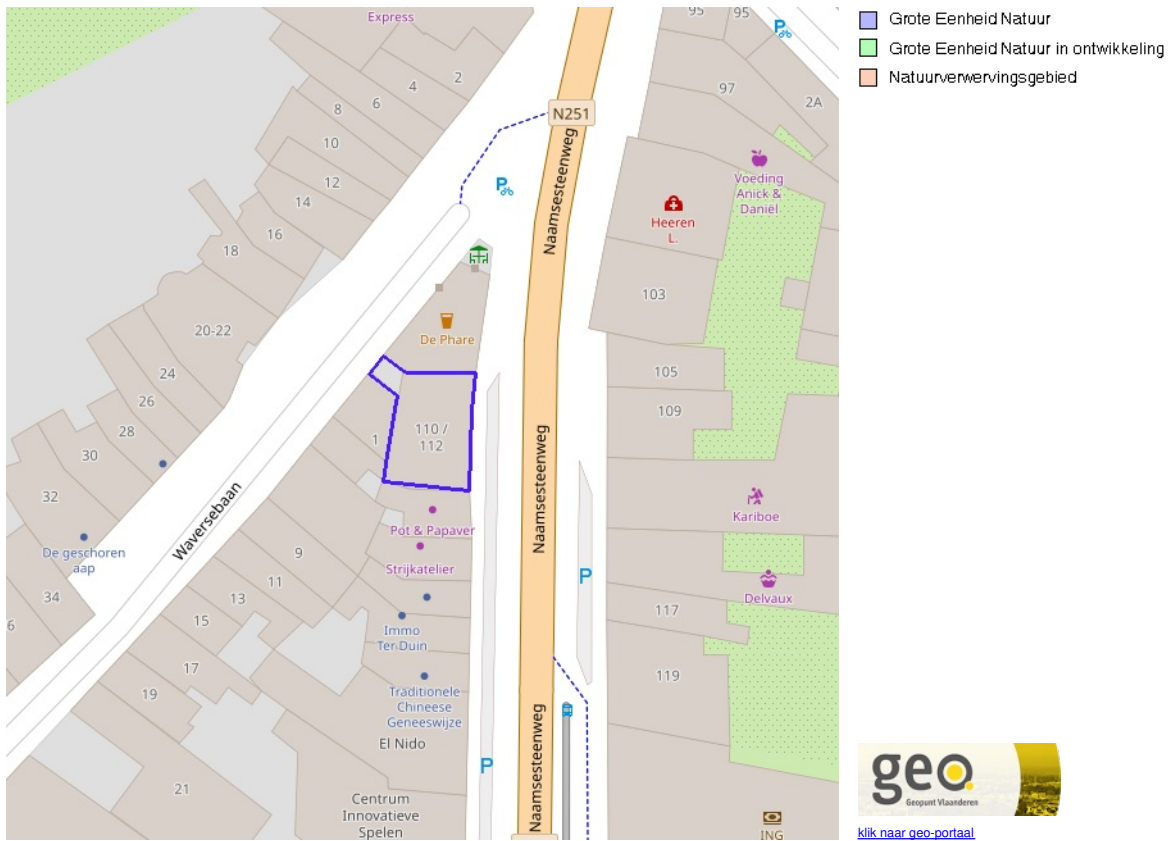 Express
95
95
2
4
6
8
10
12
14
16
18
20-22
24
26
28
30
32
34
6
N251
97
2A
Voeding
Anick &
Daniël
Heeren
L.
103
105
109
De Phare
110 /
112
1
Naamsesteenweg
Naamsesteenweg
Naamsesteenweg
Waversebaan
De geschoren
aap
Pot & Papaver
Strijkatelier
Immo
Ter Duin
Traditionele
Chineese
Geneeswijze
El Nido
Centrum
Innovatieve
Spelen
9
11
13
15
17
19
21
Kariboe
Delvaux
117
119
ING
P
P
P
P
Grote Eenheid Natuur
Grote Eenheid Natuur in ontwikkeling
Natuurverwervingsgebied
geo
Geopunt Vlaanderen
klik naar geo-portaal